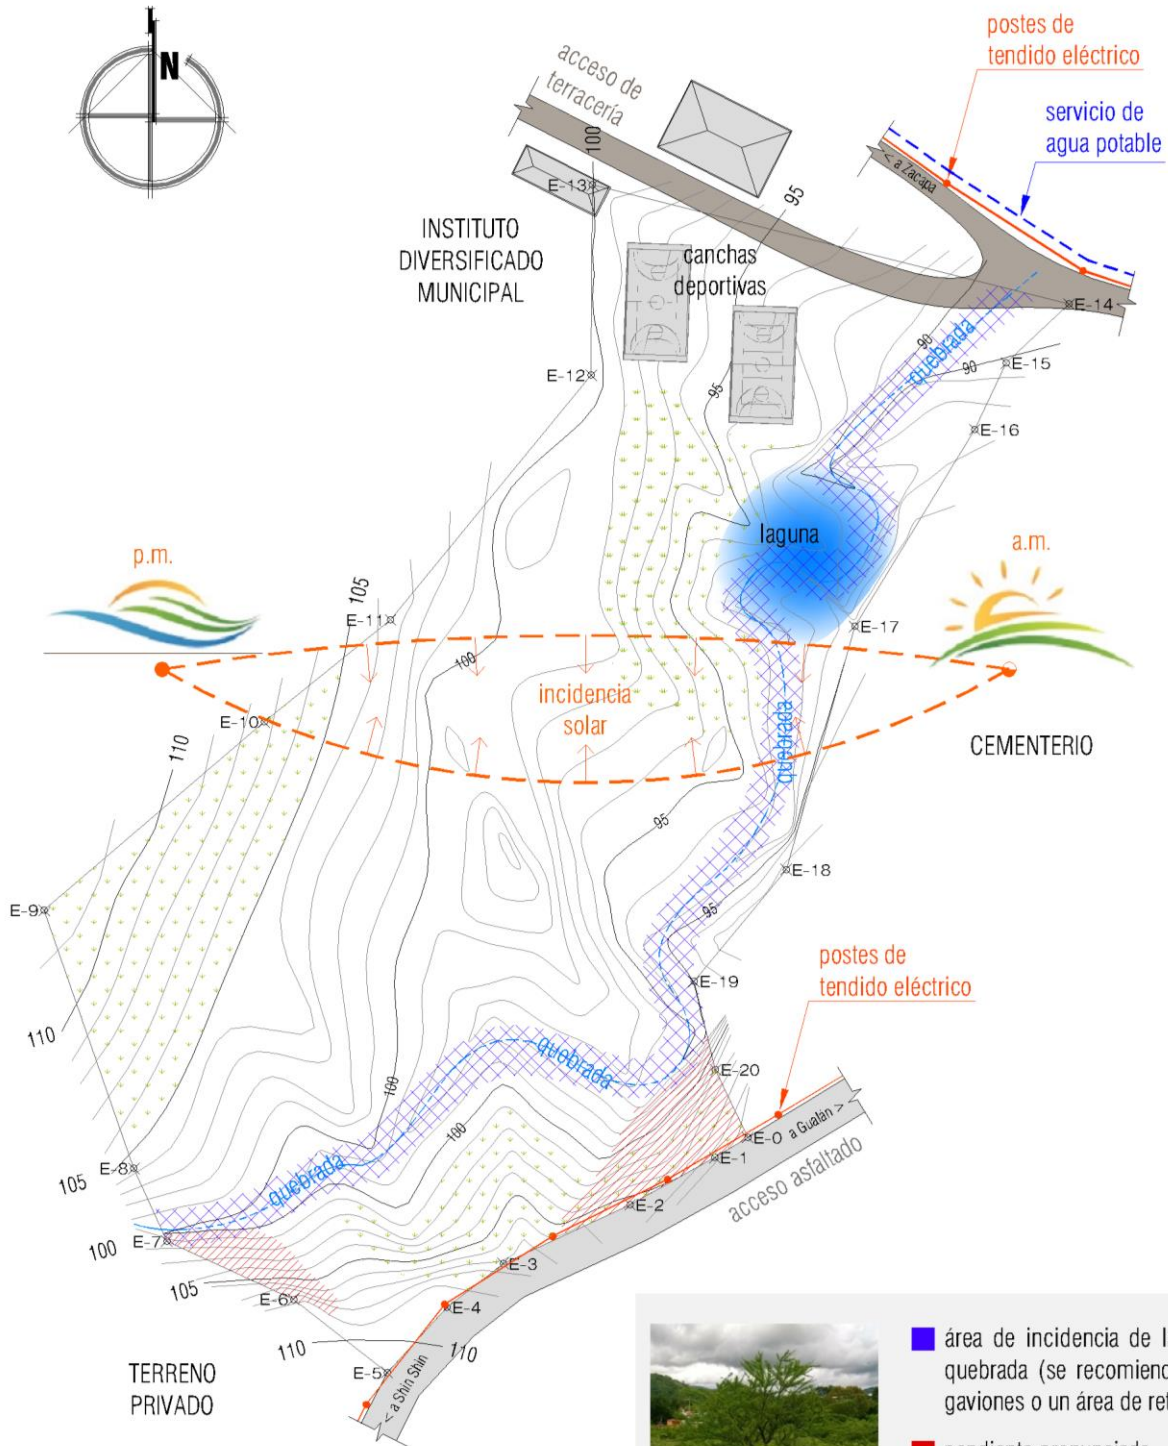 N
postes de
tendido eléctrico
servicio de
agua potable
acceso de
terracería
100
< a Zacapa
E-13
95
INSTITUTO
DIVERSIFICADO
MUNICIPAL
canchas
deportivas
E-14
quebrada
90
90
E-15
E-12
95
E-16
laguna
p.m.
a.m.
105
E-11
E-17
100
incidencia
solar
E-10
quebrada
CEMENTERIO
110
95
E-18
E-9
95
postes de
tendido eléctrico
E-19
110
quebrada
E-20
100
100
E-0
a Gualán >
E-1
acceso asfaltado
E-8
105
quebrada
E-2
E-7
100
E-3
105
E-6
E-4
110
110
E-5
< a Shin Shin
TERRENO
PRIVADO
área de incidencia de l
quebrada (se recomien
gaviones o un área de ret